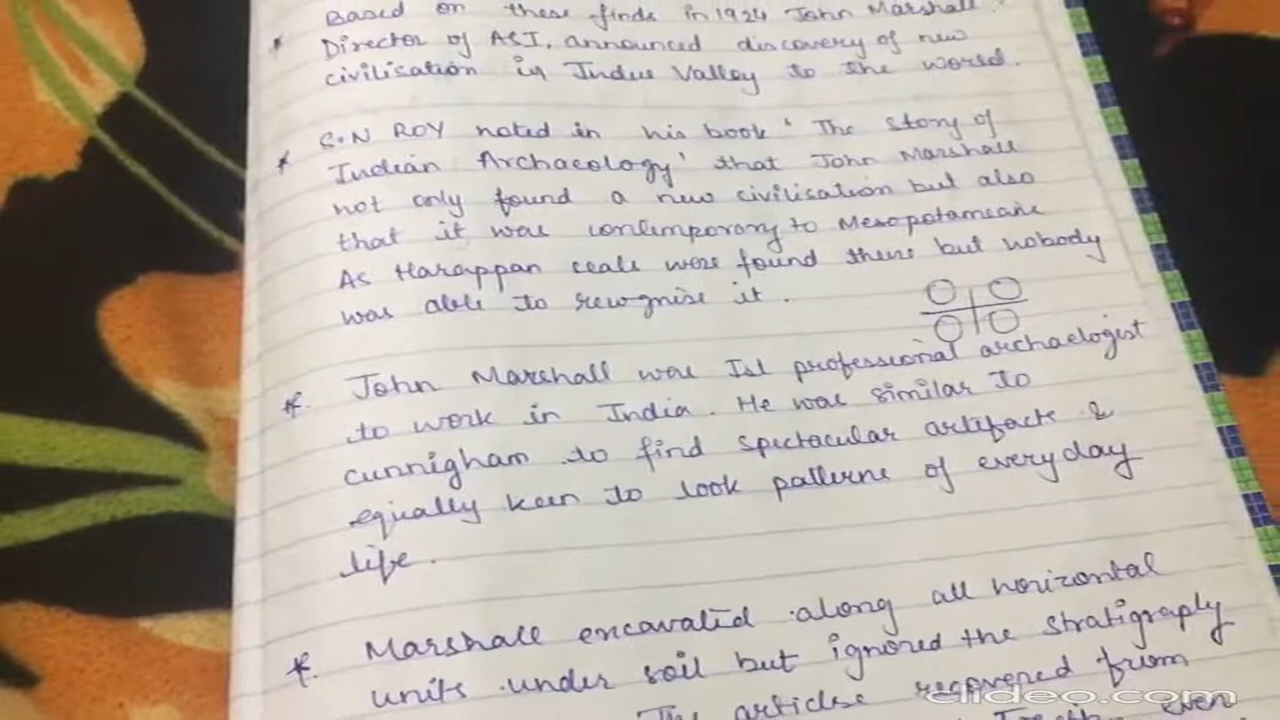 Based on these finds in 1924 John Marshall.
* Director of ASI, announced discovery of new
civilisation in Indus Valley to the world.
* S.N ROY noted in his book ' The story of
Indian Archaeology' that John Marshall
not only found a new civilisation but also
that it was contemporary to Mesopotamians
As Harappan seals were found there but nobody
was able to recognise it.
* John Marshall was Ist professional archaelogist
to work in India. He was similar to
cunnigham to find spectacular artifacts &
equally keen to look patterns of everyday
life.
* Marshall excavated along all horizontal
units under soil but ignored the stratigraphy
The articles recovered from
even
clideo.com